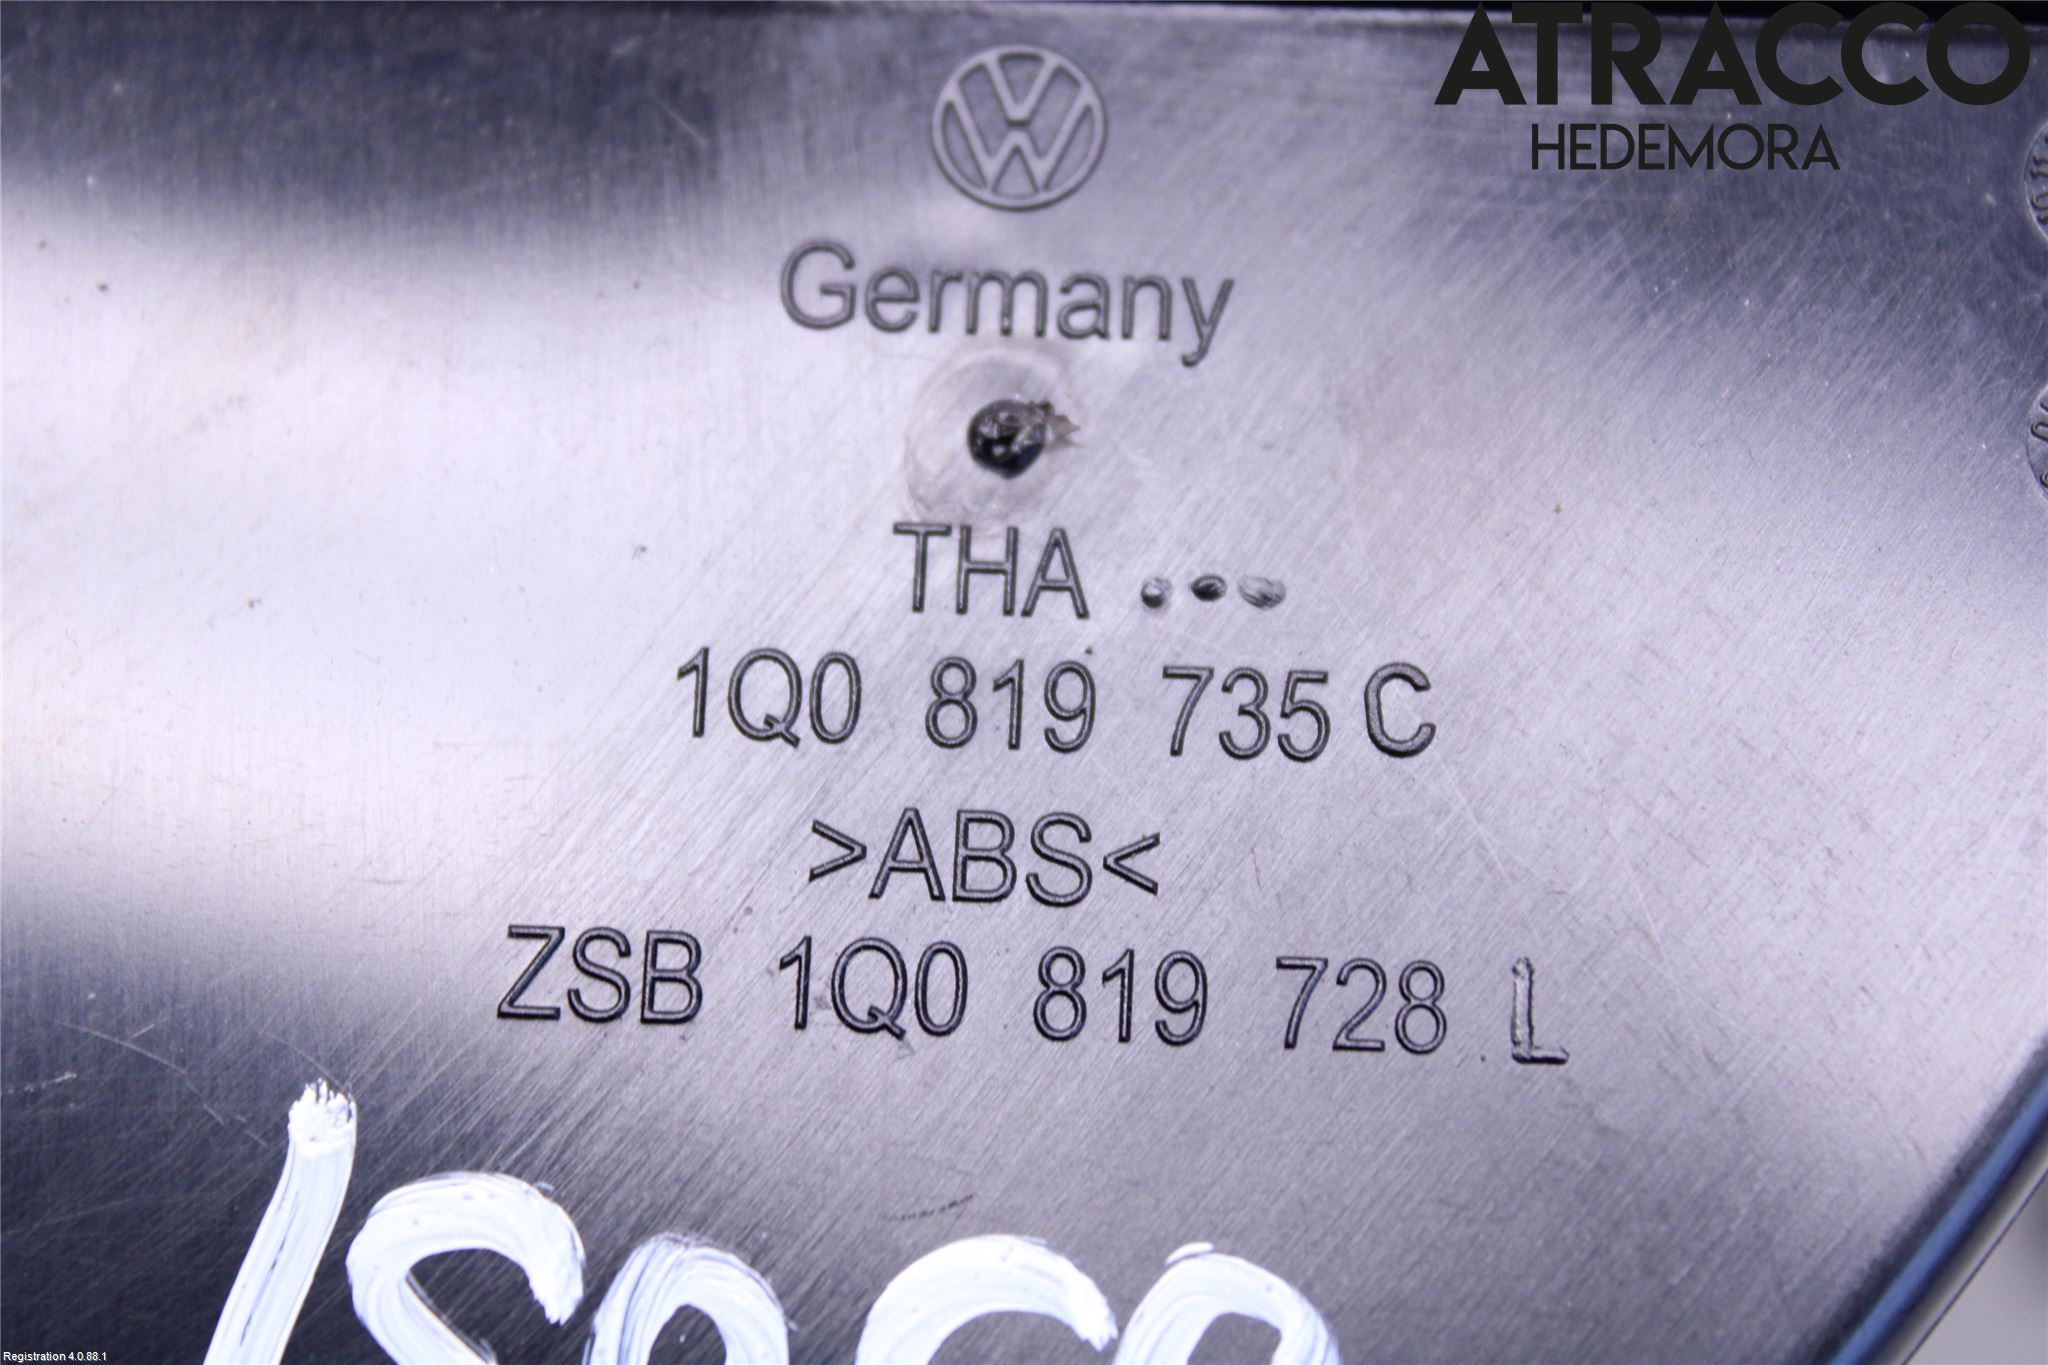 ATRACCO
HEDEMORA
Germany
THA
1Q0 819 735 C
>ABS<
ZSB 1Q0 819 728 L
Registration 4.0.88.1